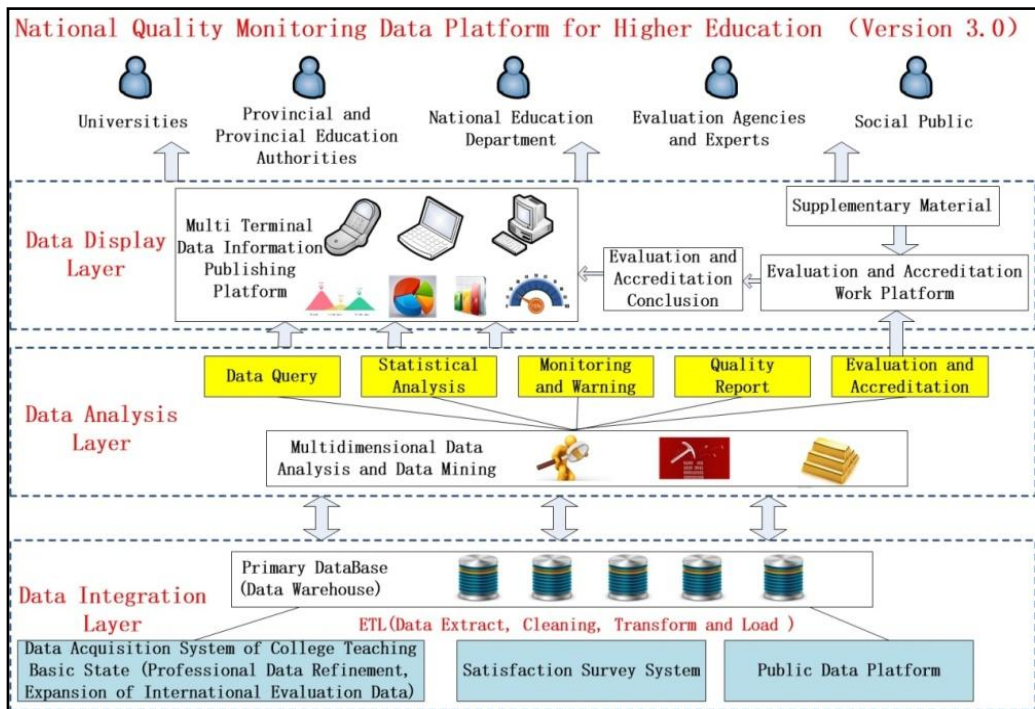 National Quality Monitoring Data Platform for Higher Education (Version 3.0)
Universities
Provincial and
Provincial Education
Authorities
National Education
Department
Evaluation Agencies
and Experts
Social Public
Data Display
Layer
Multi Terminal
Data Information
Publishing
Platform
Evaluation and
Accreditation
Conclusion
Supplementary Material
Evaluation and Accreditation
Work Platform
Data Analysis
Layer
Data Query
Statistical
Analysis
Monitoring
and Warning
Quality
Report
Evaluation and
Accreditation
Multidimensional Data
Analysis and Data Mining
Data Integration
Layer
Primary DataBase
(Data Warehouse)
ETL(Data Extract, Cleaning, Transform and Load )
Data Acquisition System of College Teaching
Basic State (Professional Data Refinement,
Expansion of International Evaluation Data)
Satisfaction Survey System
Public Data Platform